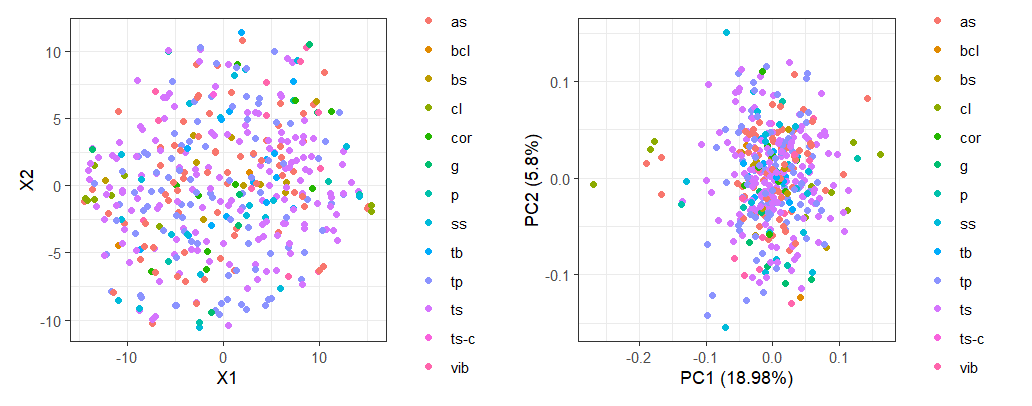 10
5
0
-5
-10
X2
-10
0
10
X1
as
bcl
bs
cl
cor
g
p
ss
tb
tp
ts
ts-c
vib
0.1
0.0
-0.1
PC2 (5.8%)
-0.2
-0.1
0.0
0.1
PC1 (18.98%)
as
bcl
bs
cl
cor
g
p
ss
tb
tp
ts
ts-c
vib